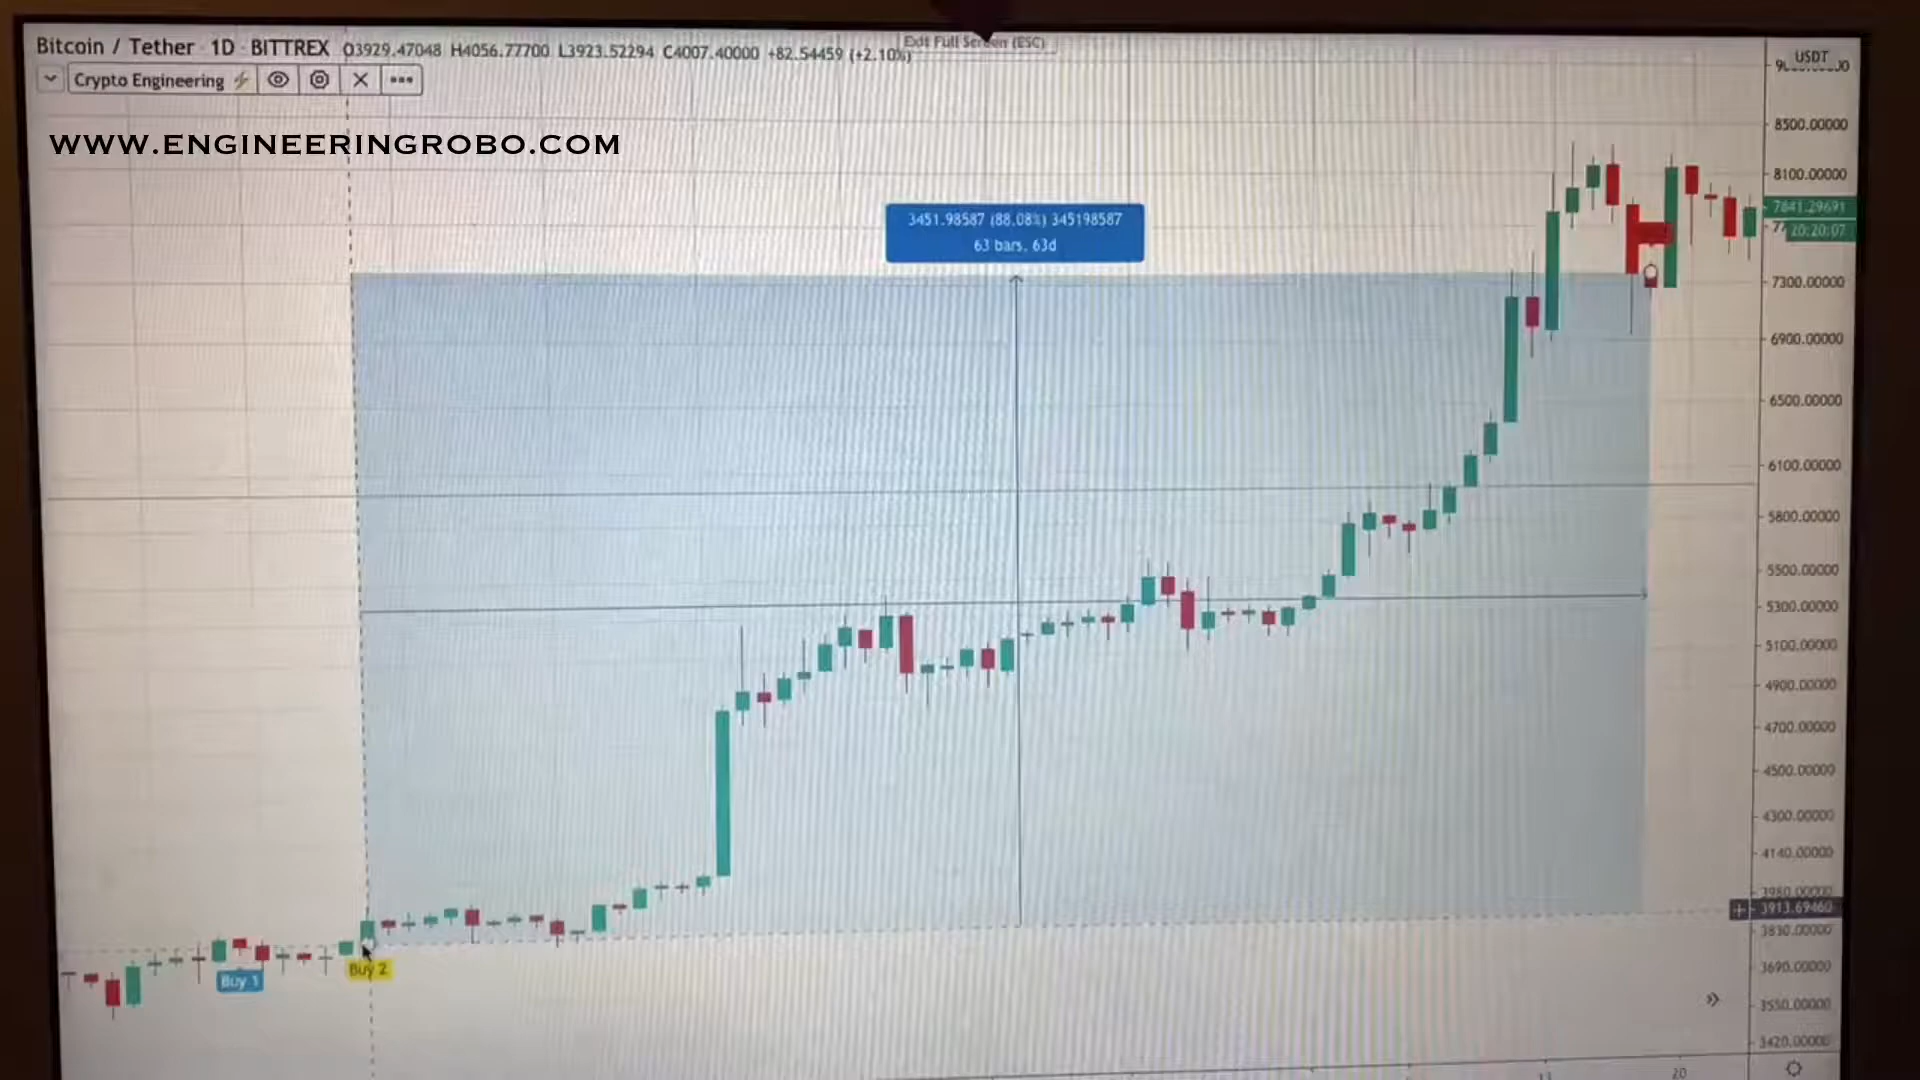 Bitcoin / Tether · 1D · BITTREX O3929.47048 H4056.77700 L3923.52294 C4007.40000 +82.54459 (+2.10%)
Exit Full Screen (ESC)
USDT
Crypto Engineering
WWW.ENGINEERINGROBO.COM
8500.00000
8100.00000
3451.98587 (88.08%) 345198587
63 bars, 63d
7841.29691
20:20:07
7300.00000
6900.00000
6500.00000
6100.00000
5800.00000
5500.00000
5300.00000
5100.00000
4900.00000
4700.00000
4500.00000
4300.00000
4140.00000
3980.00000
3913.69460
3830.00000
3690.00000
3550.00000
3420.00000
Buy 1
Buy 2
13
20